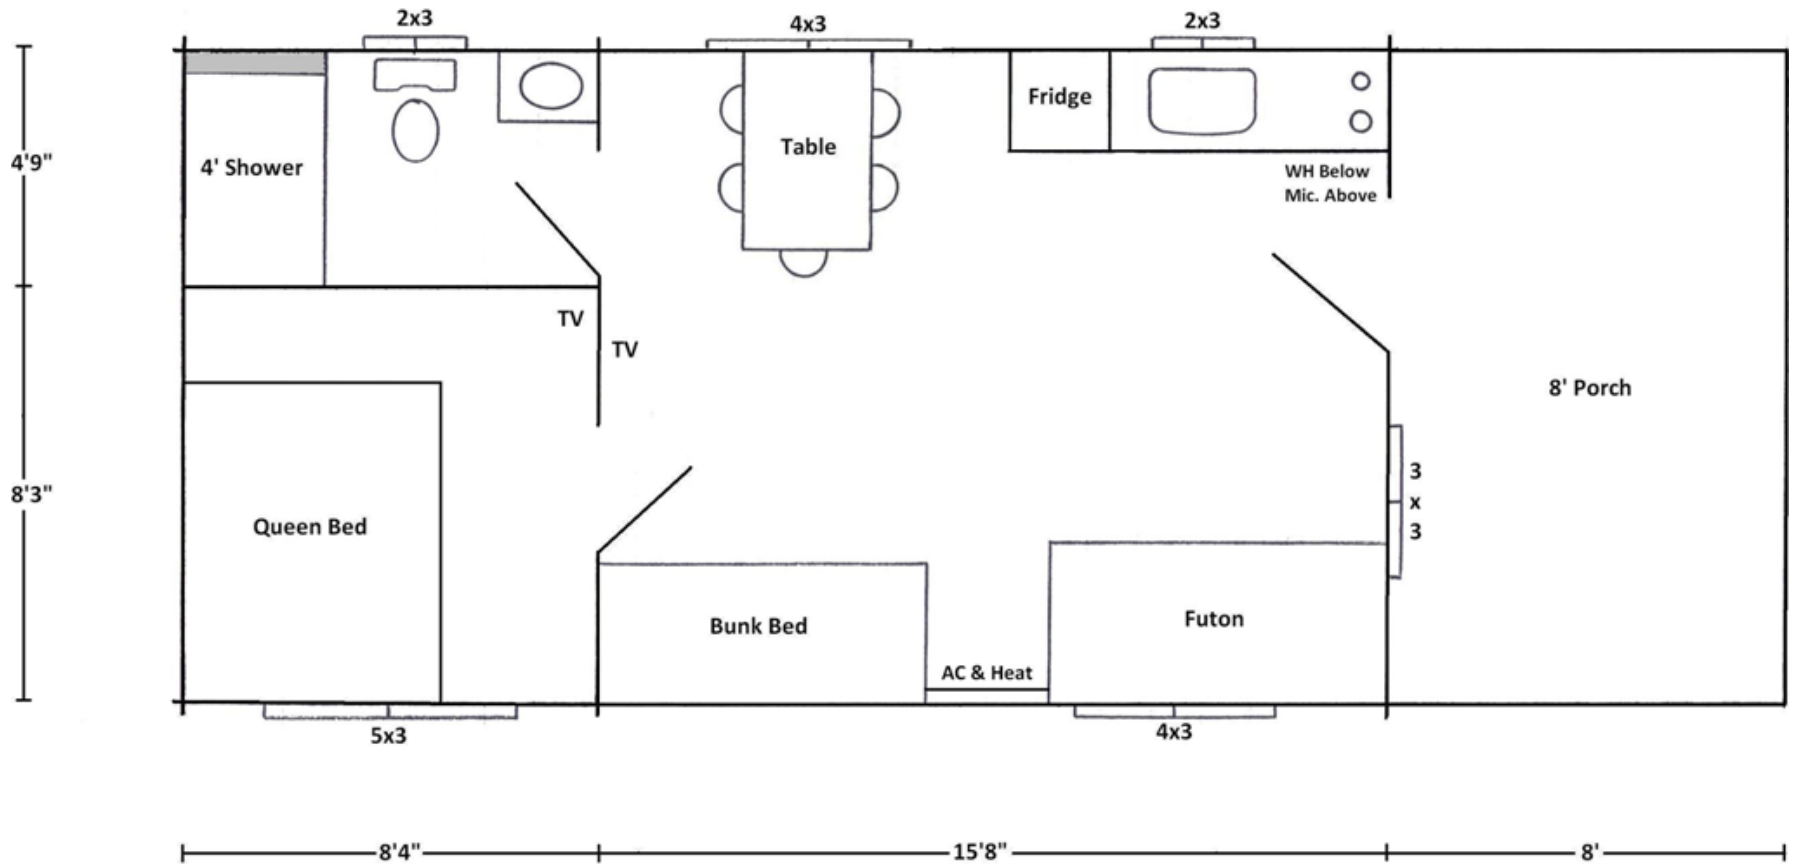 2x3
4x3
2x3
4'9"
4' Shower
Table
Fridge
WH Below
Mic. Above
TV
TV
8' Porch
8'3"
Queen Bed
3
x
3
Bunk Bed
AC & Heat
Futon
5x3
4x3
8'4"
15'8"
8'